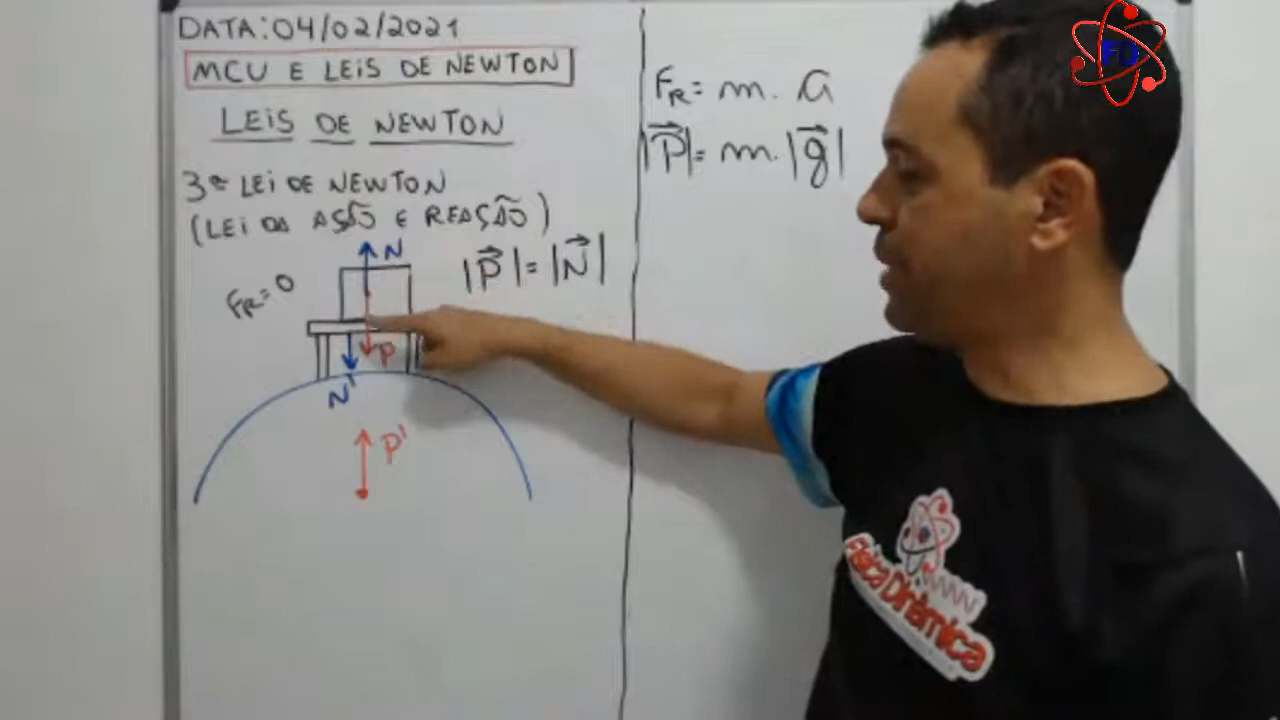 DATA: 04/02/2021
MCU E LEIS DE NEWTON
LEIS DE NEWTON
3ª LEI DE NEWTON
(LEI DA AÇÃO E REAÇÃO)
N
|P⃗| = |N⃗|
FR = 0
P
N'
P'
FR = m. a
|P⃗| = m. |g⃗|
FD
Física Dinâmica